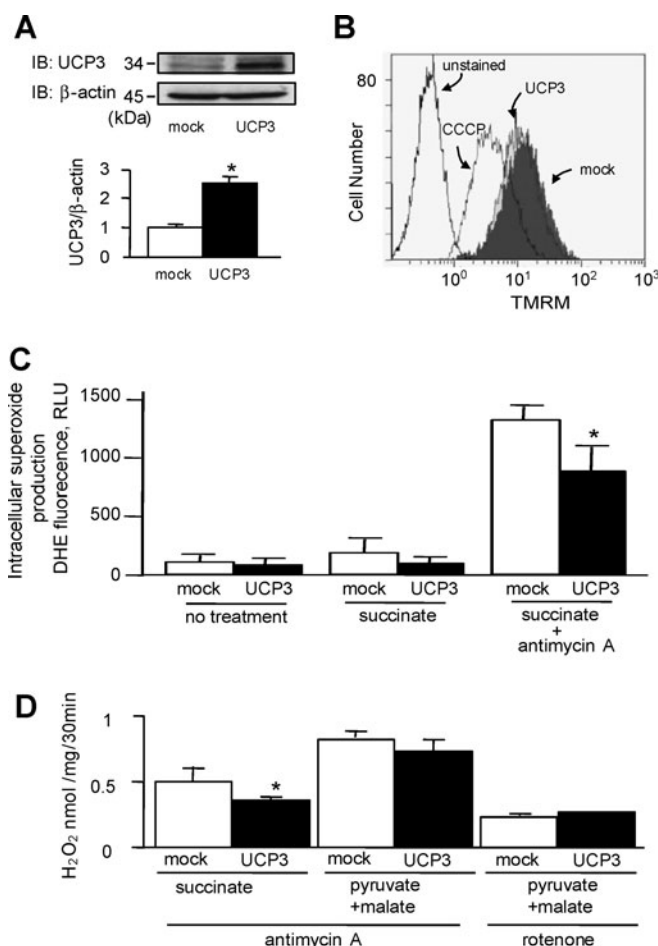 A
IB: UCP3 34
IB: β-actin 45
(kDa)
mock UCP3
UCP3/β-actin
3
2
1
0
*
mock UCP3
B
80
Cell Number
unstained
CCCP
UCP3
mock
10⁰ 10¹ 10² 10³
TMRM
C
Intracellular superoxide
production
DHE fluorecence, RLU
1500
1000
500
0
*
mock UCP3 mock UCP3 mock UCP3
no treatment succinate succinate
+
antimycin A
D
H₂O₂ nmol /mg/30min
1
0.5
0
*
mock UCP3 mock UCP3 mock UCP3
succinate pyruvate pyruvate
+malate +malate
antimycin A rotenone